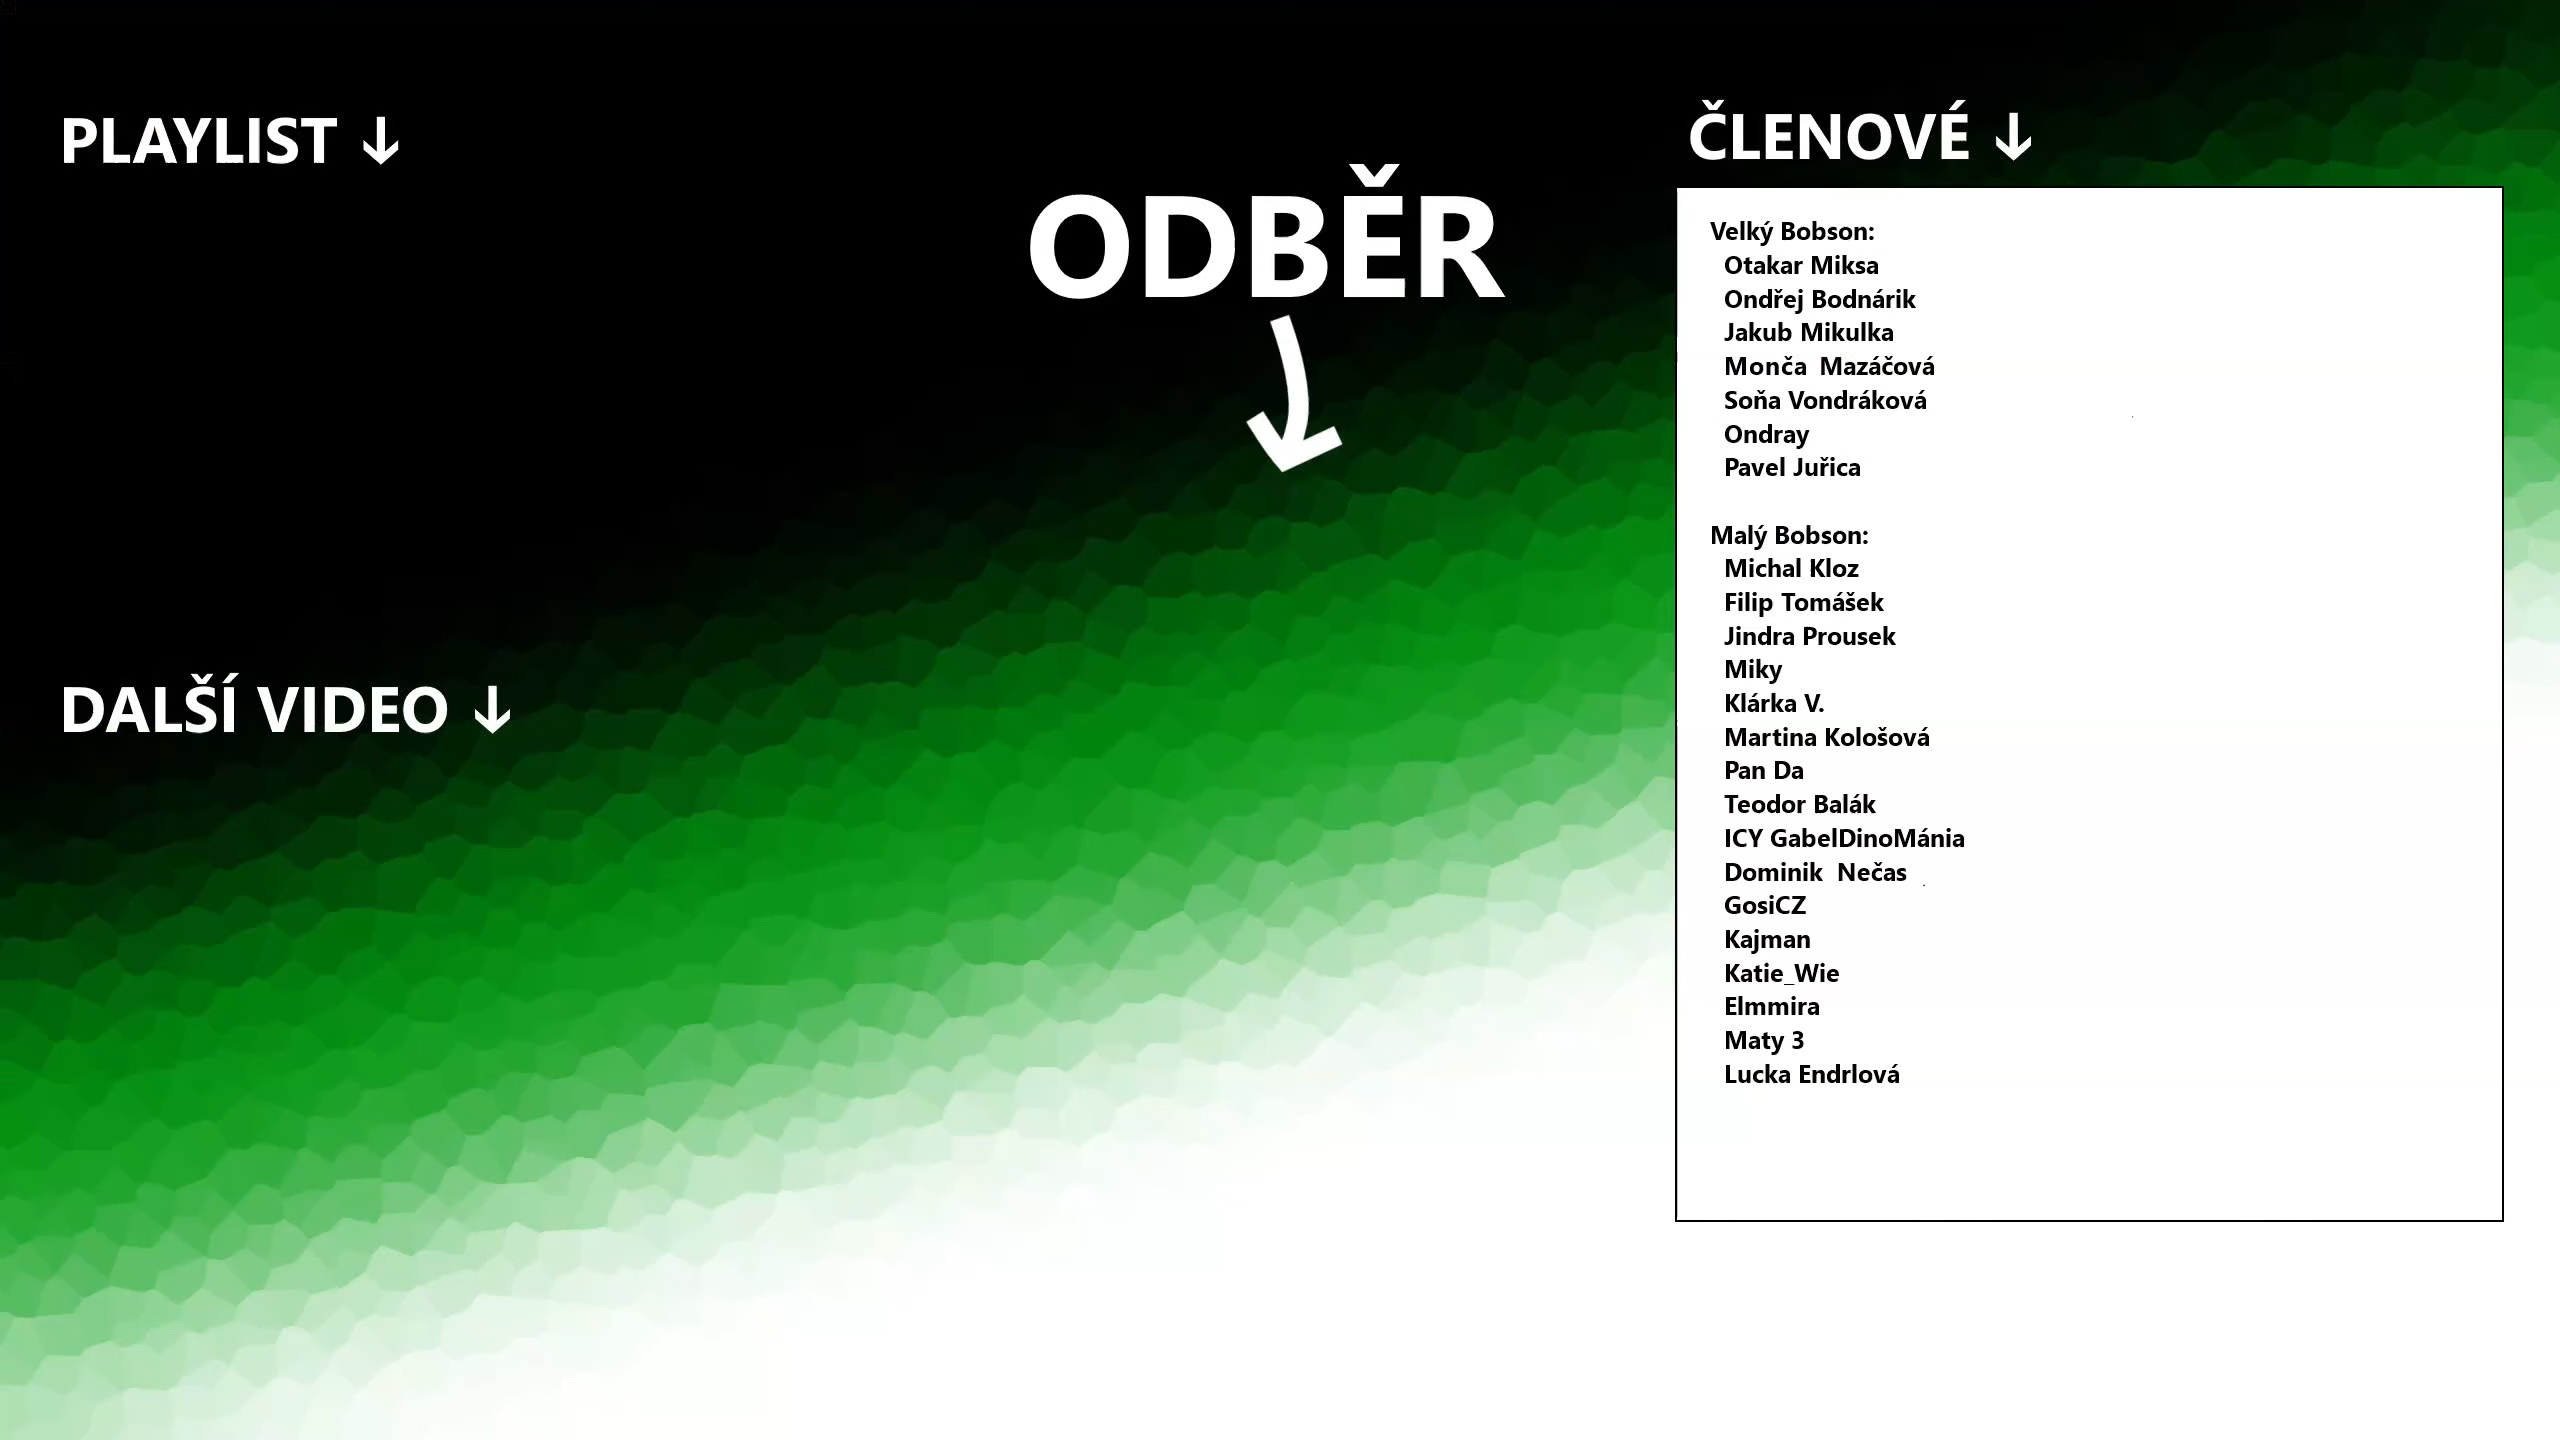 PLAYLIST ↓
DALŠÍ VIDEO ↓
ODBĚR
ČLENOVÉ ↓
Velký Bobson:
Otakar Miksa
Ondřej Bodnárik
Jakub Mikulka
Monča Mazáčová
Soňa Vondráková
Ondray
Pavel Juřica
Malý Bobson:
Michal Kloz
Filip Tomášek
Jindra Prousek
Miky
Klárka V.
Martina Kološová
Pan Da
Teodor Balák
ICY GabelDinoMánia
Dominik Nečas
GosiCZ
Kajman
Katie_Wie
Elmmira
Maty 3
Lucka Endrlová